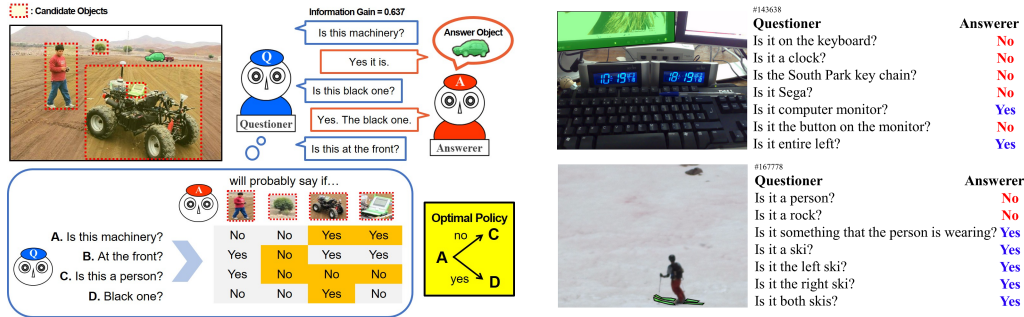 : Candidate Objects
Information Gain = 0.637
Is this machinery?
Yes it is.
Is this black one?
Yes. The black one.
Is this at the front?
Answer Object
Q
Questioner
A
Answerer
will probably say if…
A
Q
A. Is this machinery?
B. At the front?
C. Is this a person?
D. Black one?
No No Yes Yes
Yes No Yes Yes
Yes No No No
No No Yes No
Optimal Policy
no
C
A
yes
D
#143638
Questioner Answerer
Is it on the keyboard? No
Is it a clock? No
Is the South Park key chain? No
Is it Sega? No
Is it computer monitor? Yes
Is it the button on the monitor? No
Is it entire left? Yes
10:19
18:19
DELL
#167778
Questioner Answerer
Is it a person? No
Is it a rock? No
Is it something that the person is wearing? Yes
Is it a ski? Yes
Is it the left ski? Yes
Is it the right ski? Yes
Is it both skis? Yes